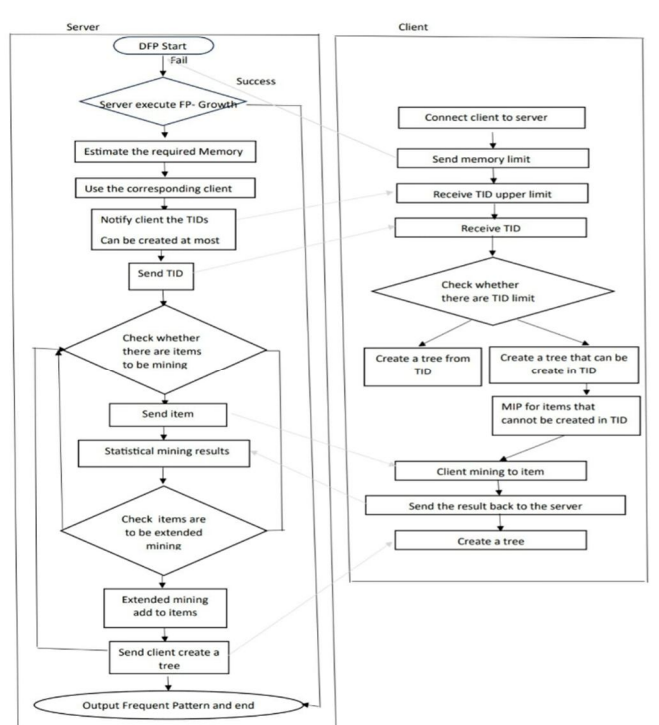 Server
DFP Start
Fail
Success
Server execute FP- Growth
Estimate the required Memory
Use the corresponding client
Notify client the TIDs
Can be created at most
Send TID
Check whether
there are items
to be mining
Send item
Statistical mining results
Check items are
to be extended
mining
Extended mining
add to items
Send client create a
tree
Output Frequent Pattern and end
Client
Connect client to server
Send memory limit
Receive TID upper limit
Receive TID
Check whether
there are TID limit
Create a tree from
TID
Create a tree that can be
create in TID
MIP for items that
cannot be created in TID
Client mining to item
Send the result back to the server
Create a tree